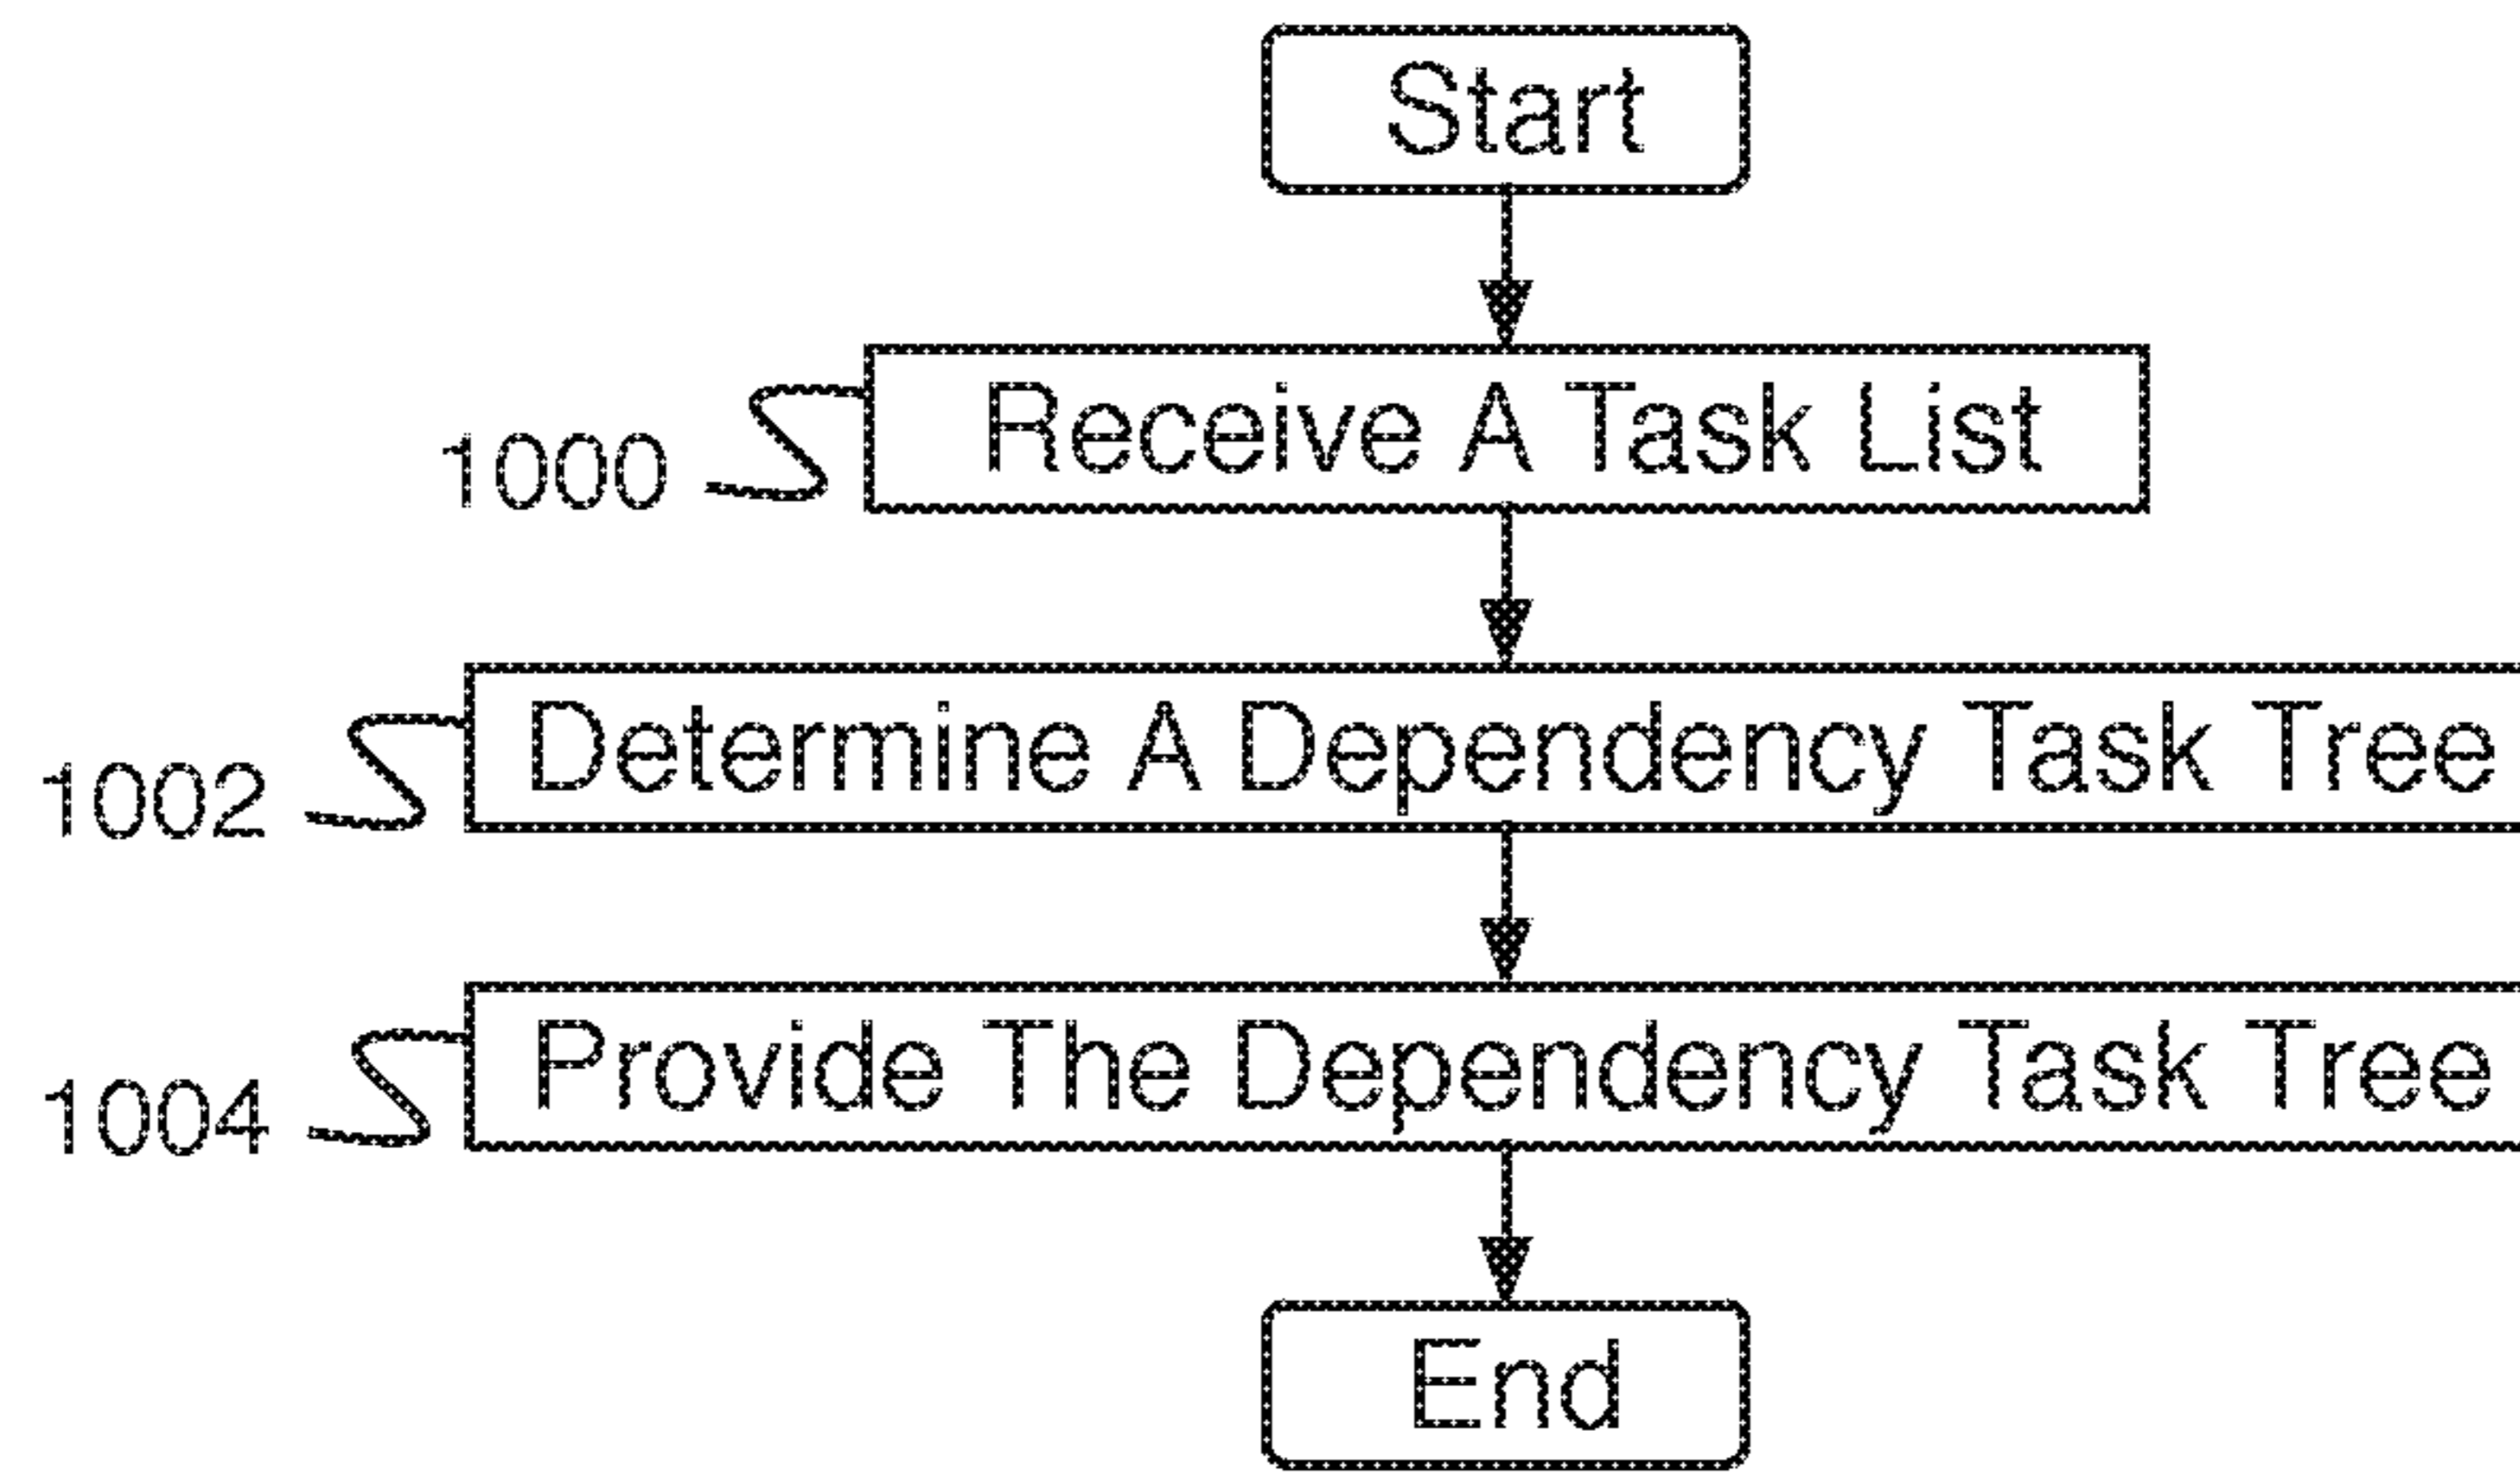 Start
1000 Receive A Task List
1002 Determine A Dependency Task Tree
1004 Provide The Dependency Task Tree
End